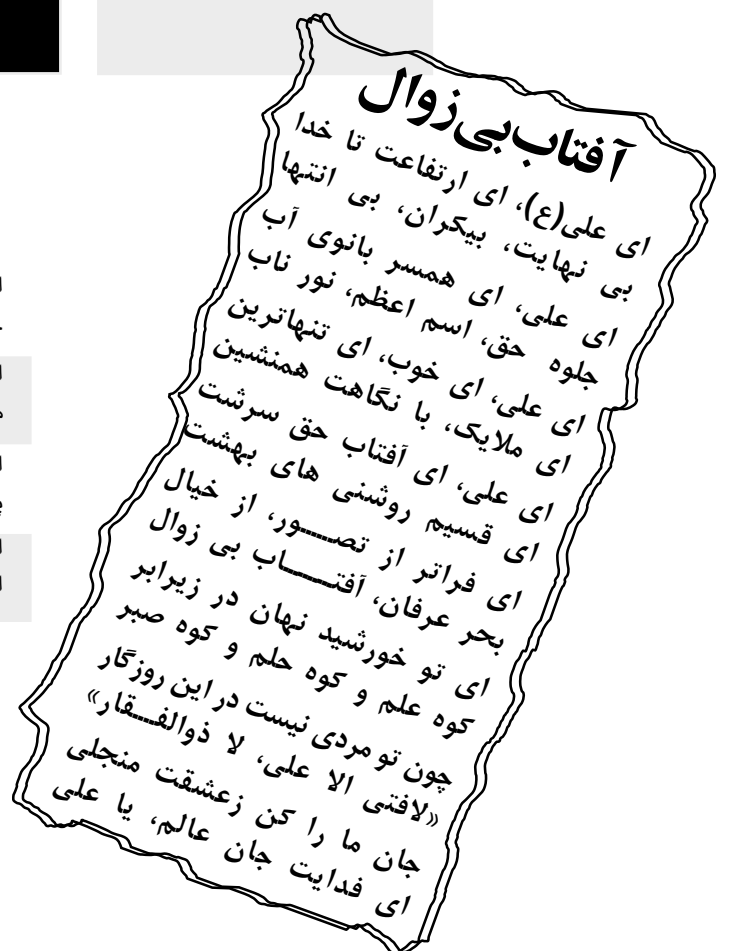 آفتاب‌بی‌زوال
ای علی(ع)، ای ارتفاعت تا خدا
بی نهایت، بیکران، بی انتها
ای علی، ای همسر بانوی آب
جلوه حق، اسم اعظم، نور ناب
ای علی، ای خوب، ای تنهاترین
ای ملایک، با نگاهت همنشین
ای علی، ای آفتاب حق سرشت
ای قسیم روشنی های بهشت
ای فراتر از تصـــور، از خیال
بحر عرفان، آفتـــاب بی زوال
ای تو خورشید نهان در زیرابر
کوه علم و کوه حلم و کوه صبر
چون تو مردی نیست در این روزگار
«لافتی الا علی، لا ذوالفـــقار»
جان ما را کن زعشقت منجلی
ای فدایت جان عالم، یا علی